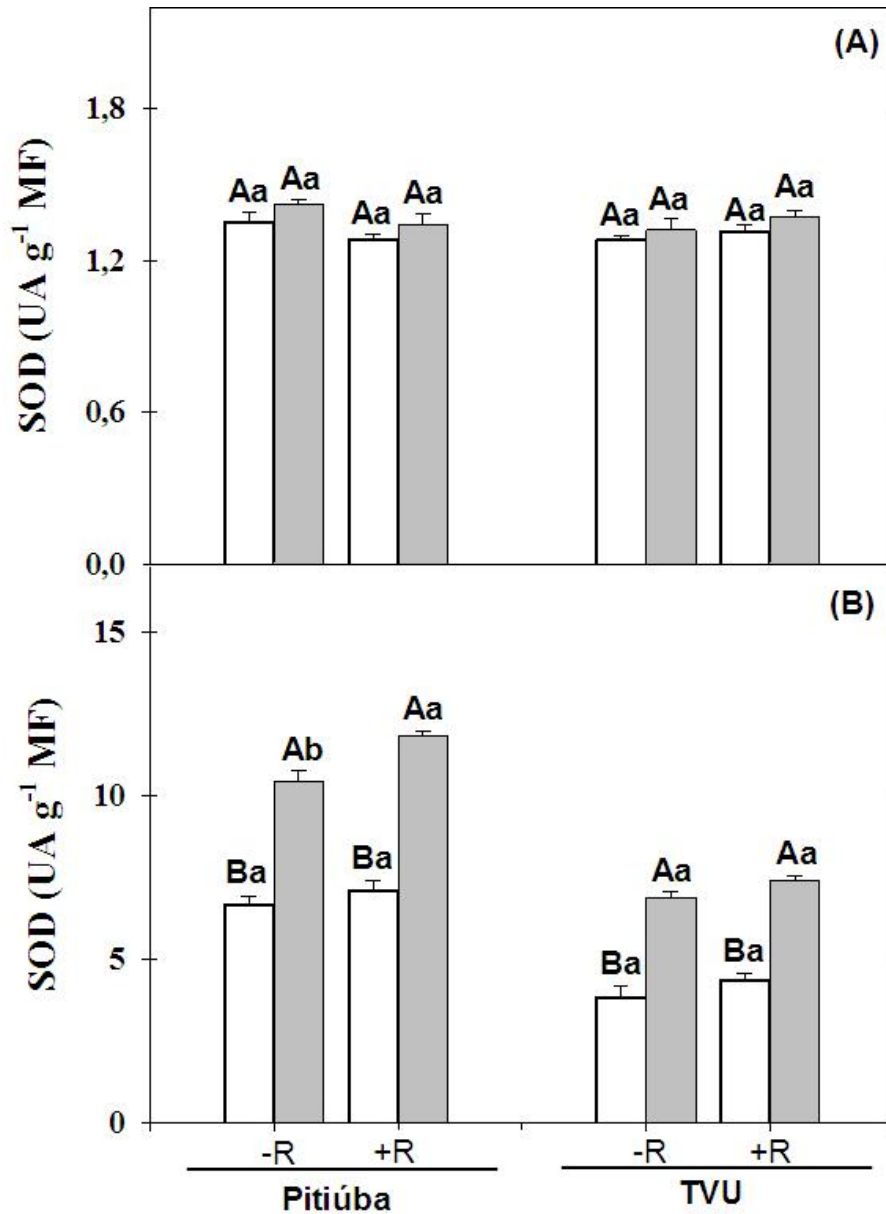 (A)
SOD (UA g⁻¹ MF)
1,8
1,2
0,6
0,0
Aa Aa Aa Aa Aa Aa Aa Aa
(B)
SOD (UA g⁻¹ MF)
15
10
5
0
Ba Ab Ba Aa Ba Aa Ba Aa
-R +R -R +R
Pitiúba TVU